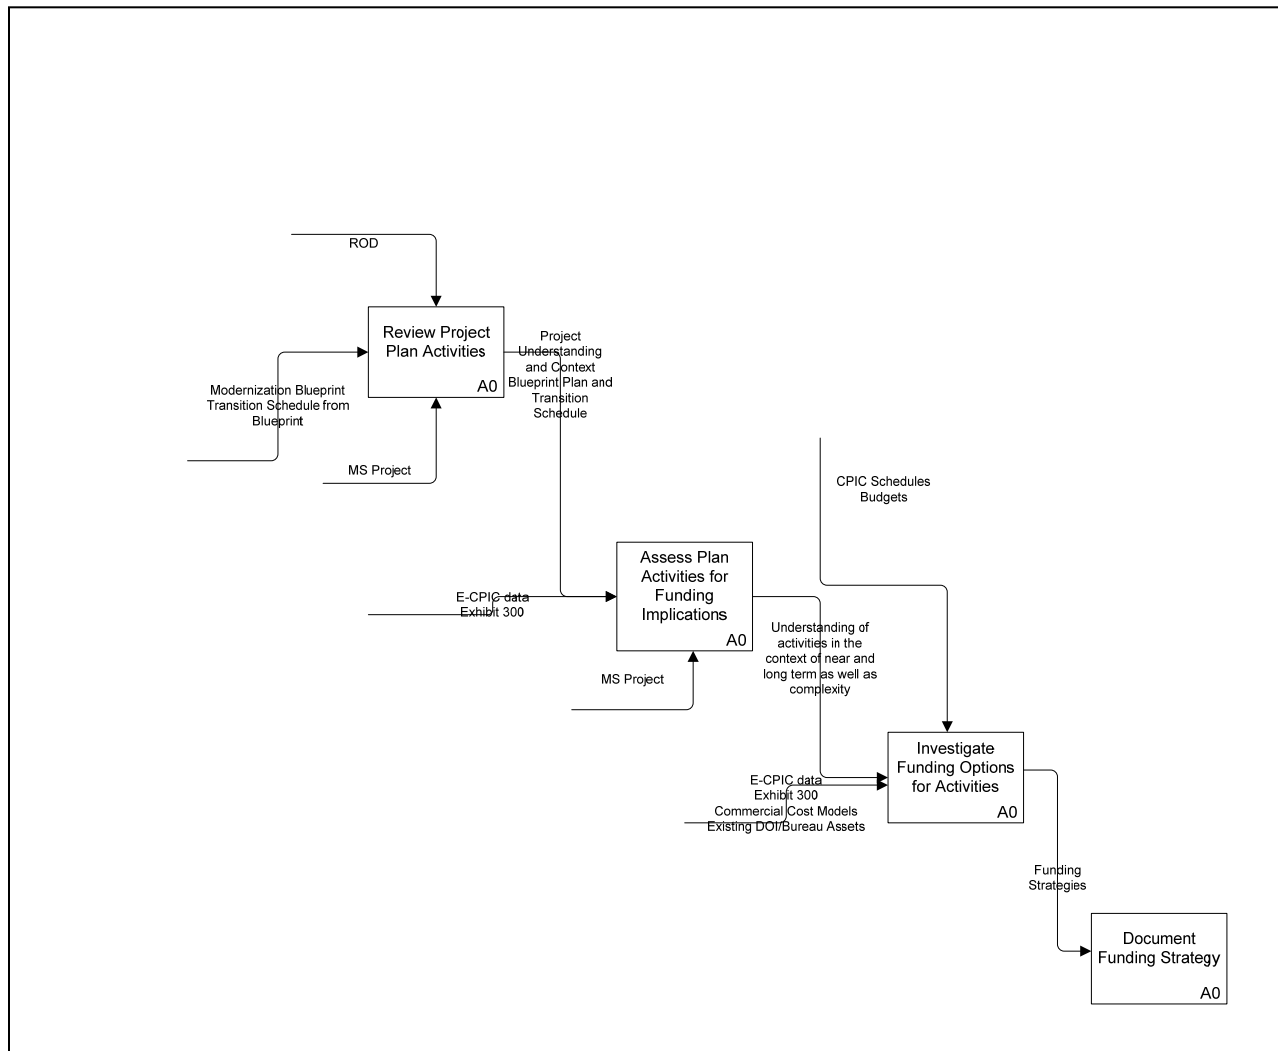 ROD
Review Project
Plan Activities
A0
Project
Understanding
and Context
Blueprint Plan and
Transition
Schedule
Modernization Blueprint
Transition Schedule from
Blueprint
MS Project
CPIC Schedules
Budgets
Assess Plan
Activities for
Funding
Implications
A0
E-CPIC data
Exhibit 300
MS Project
Understanding of
activities in the
context of near and
long term as well as
complexity
Investigate
Funding Options
for Activities
A0
E-CPIC data
Exhibit 300
Commercial Cost Models
Existing DOI/Bureau Assets
Funding
Strategies
Document
Funding Strategy
A0